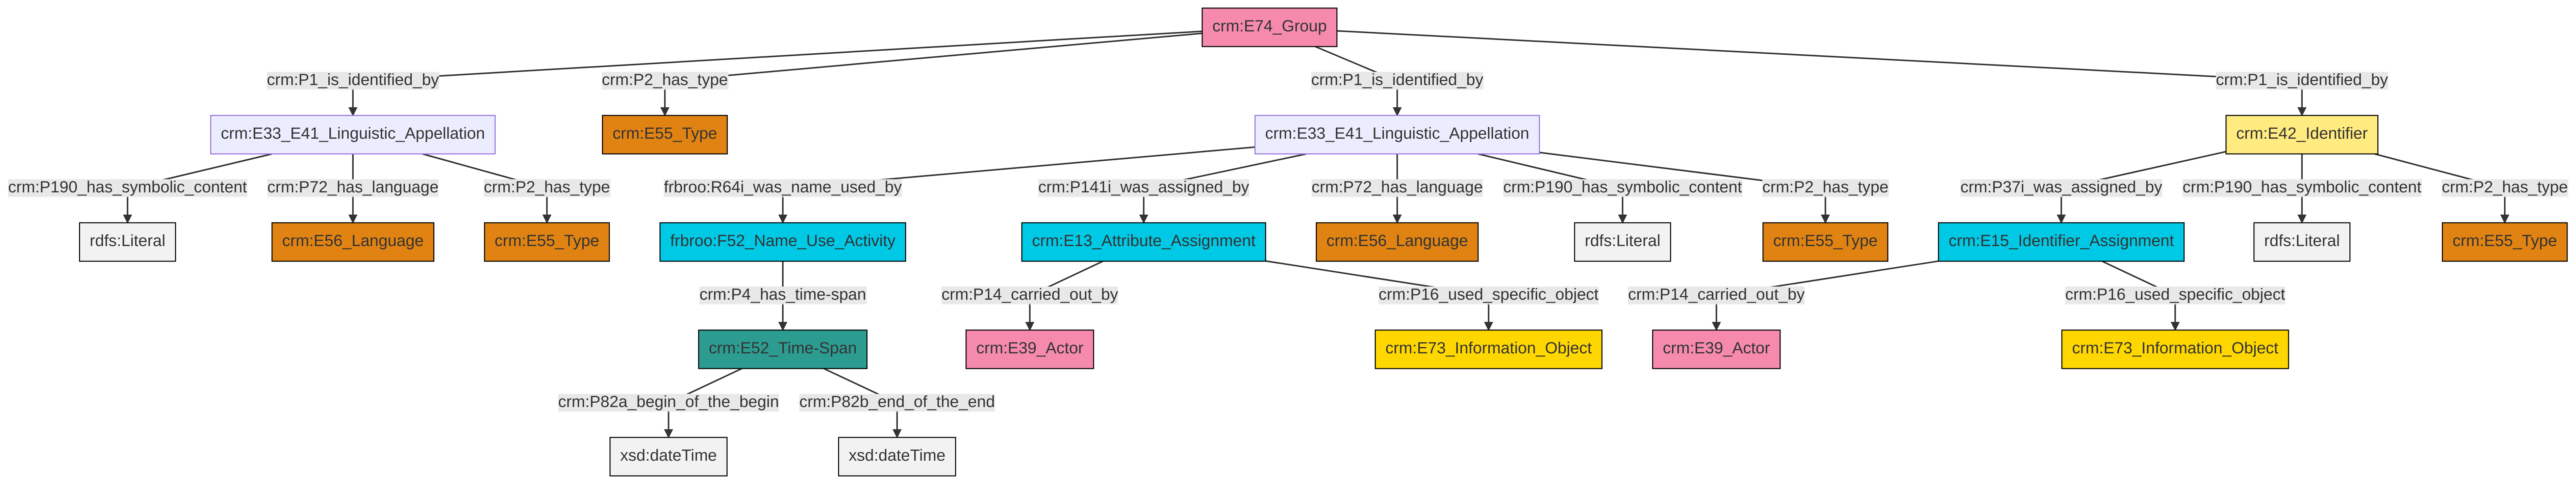 crm:E74_Group
crm:P1_is_identified_by
crm:P2_has_type
crm:P1_is_identified_by
crm:P1_is_identified_by
crm:E33_E41_Linguistic_Appellation
crm:E55_Type
crm:E33_E41_Linguistic_Appellation
crm:E42_Identifier
crm:P190_has_symbolic_content
crm:P72_has_language
crm:P2_has_type
frbroo:R64i_was_name_used_by
crm:P141i_was_assigned_by
crm:P72_has_language
crm:P190_has_symbolic_content
crm:P2_has_type
crm:P37i_was_assigned_by
crm:P190_has_symbolic_content
crm:P2_has_type
rdfs:Literal
crm:E56_Language
crm:E55_Type
frbroo:F52_Name_Use_Activity
crm:E13_Attribute_Assignment
crm:E56_Language
rdfs:Literal
crm:E55_Type
crm:E15_Identifier_Assignment
rdfs:Literal
crm:E55_Type
crm:P4_has_time-span
crm:P14_carried_out_by
crm:P16_used_specific_object
crm:P14_carried_out_by
crm:P16_used_specific_object
crm:E52_Time-Span
crm:E39_Actor
crm:E73_Information_Object
crm:E39_Actor
crm:E73_Information_Object
crm:P82a_begin_of_the_begin
crm:P82b_end_of_the_end
xsd:dateTime
xsd:dateTime